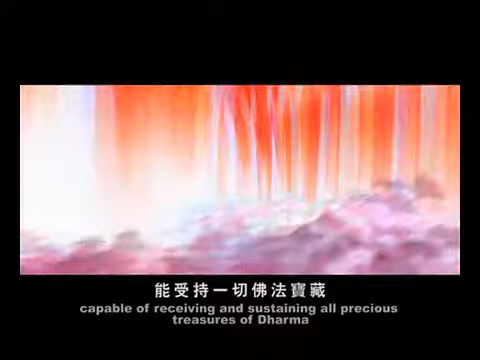 能受持一切佛法寶藏
capable of receiving and sustaining all precious
treasures of Dharma